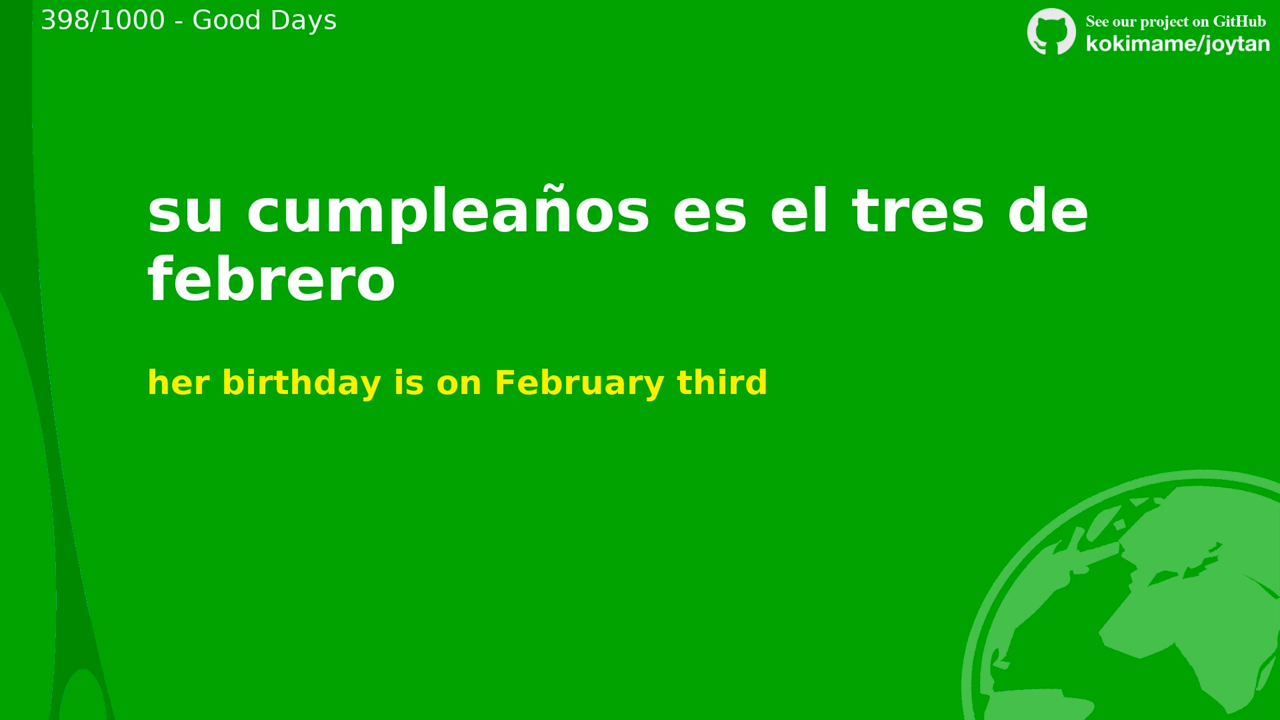 398/1000 - Good Days
See our project on GitHub
kokimame/joytan
su cumpleaños es el tres de
febrero
her birthday is on February third